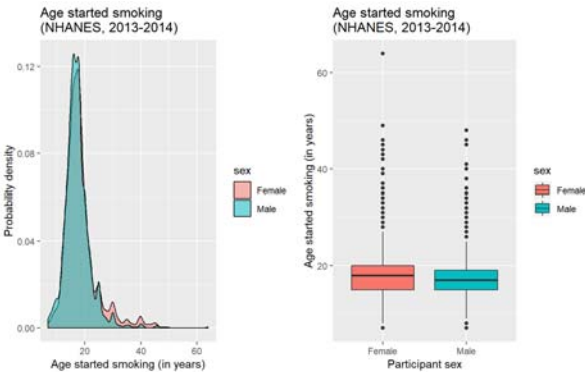 Age started smoking
(NHANES, 2013-2014)
Probability density
0.12
0.08
0.04
0.00
20
40
60
Age started smoking (in years)
sex
Female
Male
Age started smoking
(NHANES, 2013-2014)
Age started smoking (in years)
60
40
20
Female
Male
Participant sex
sex
Female
Male